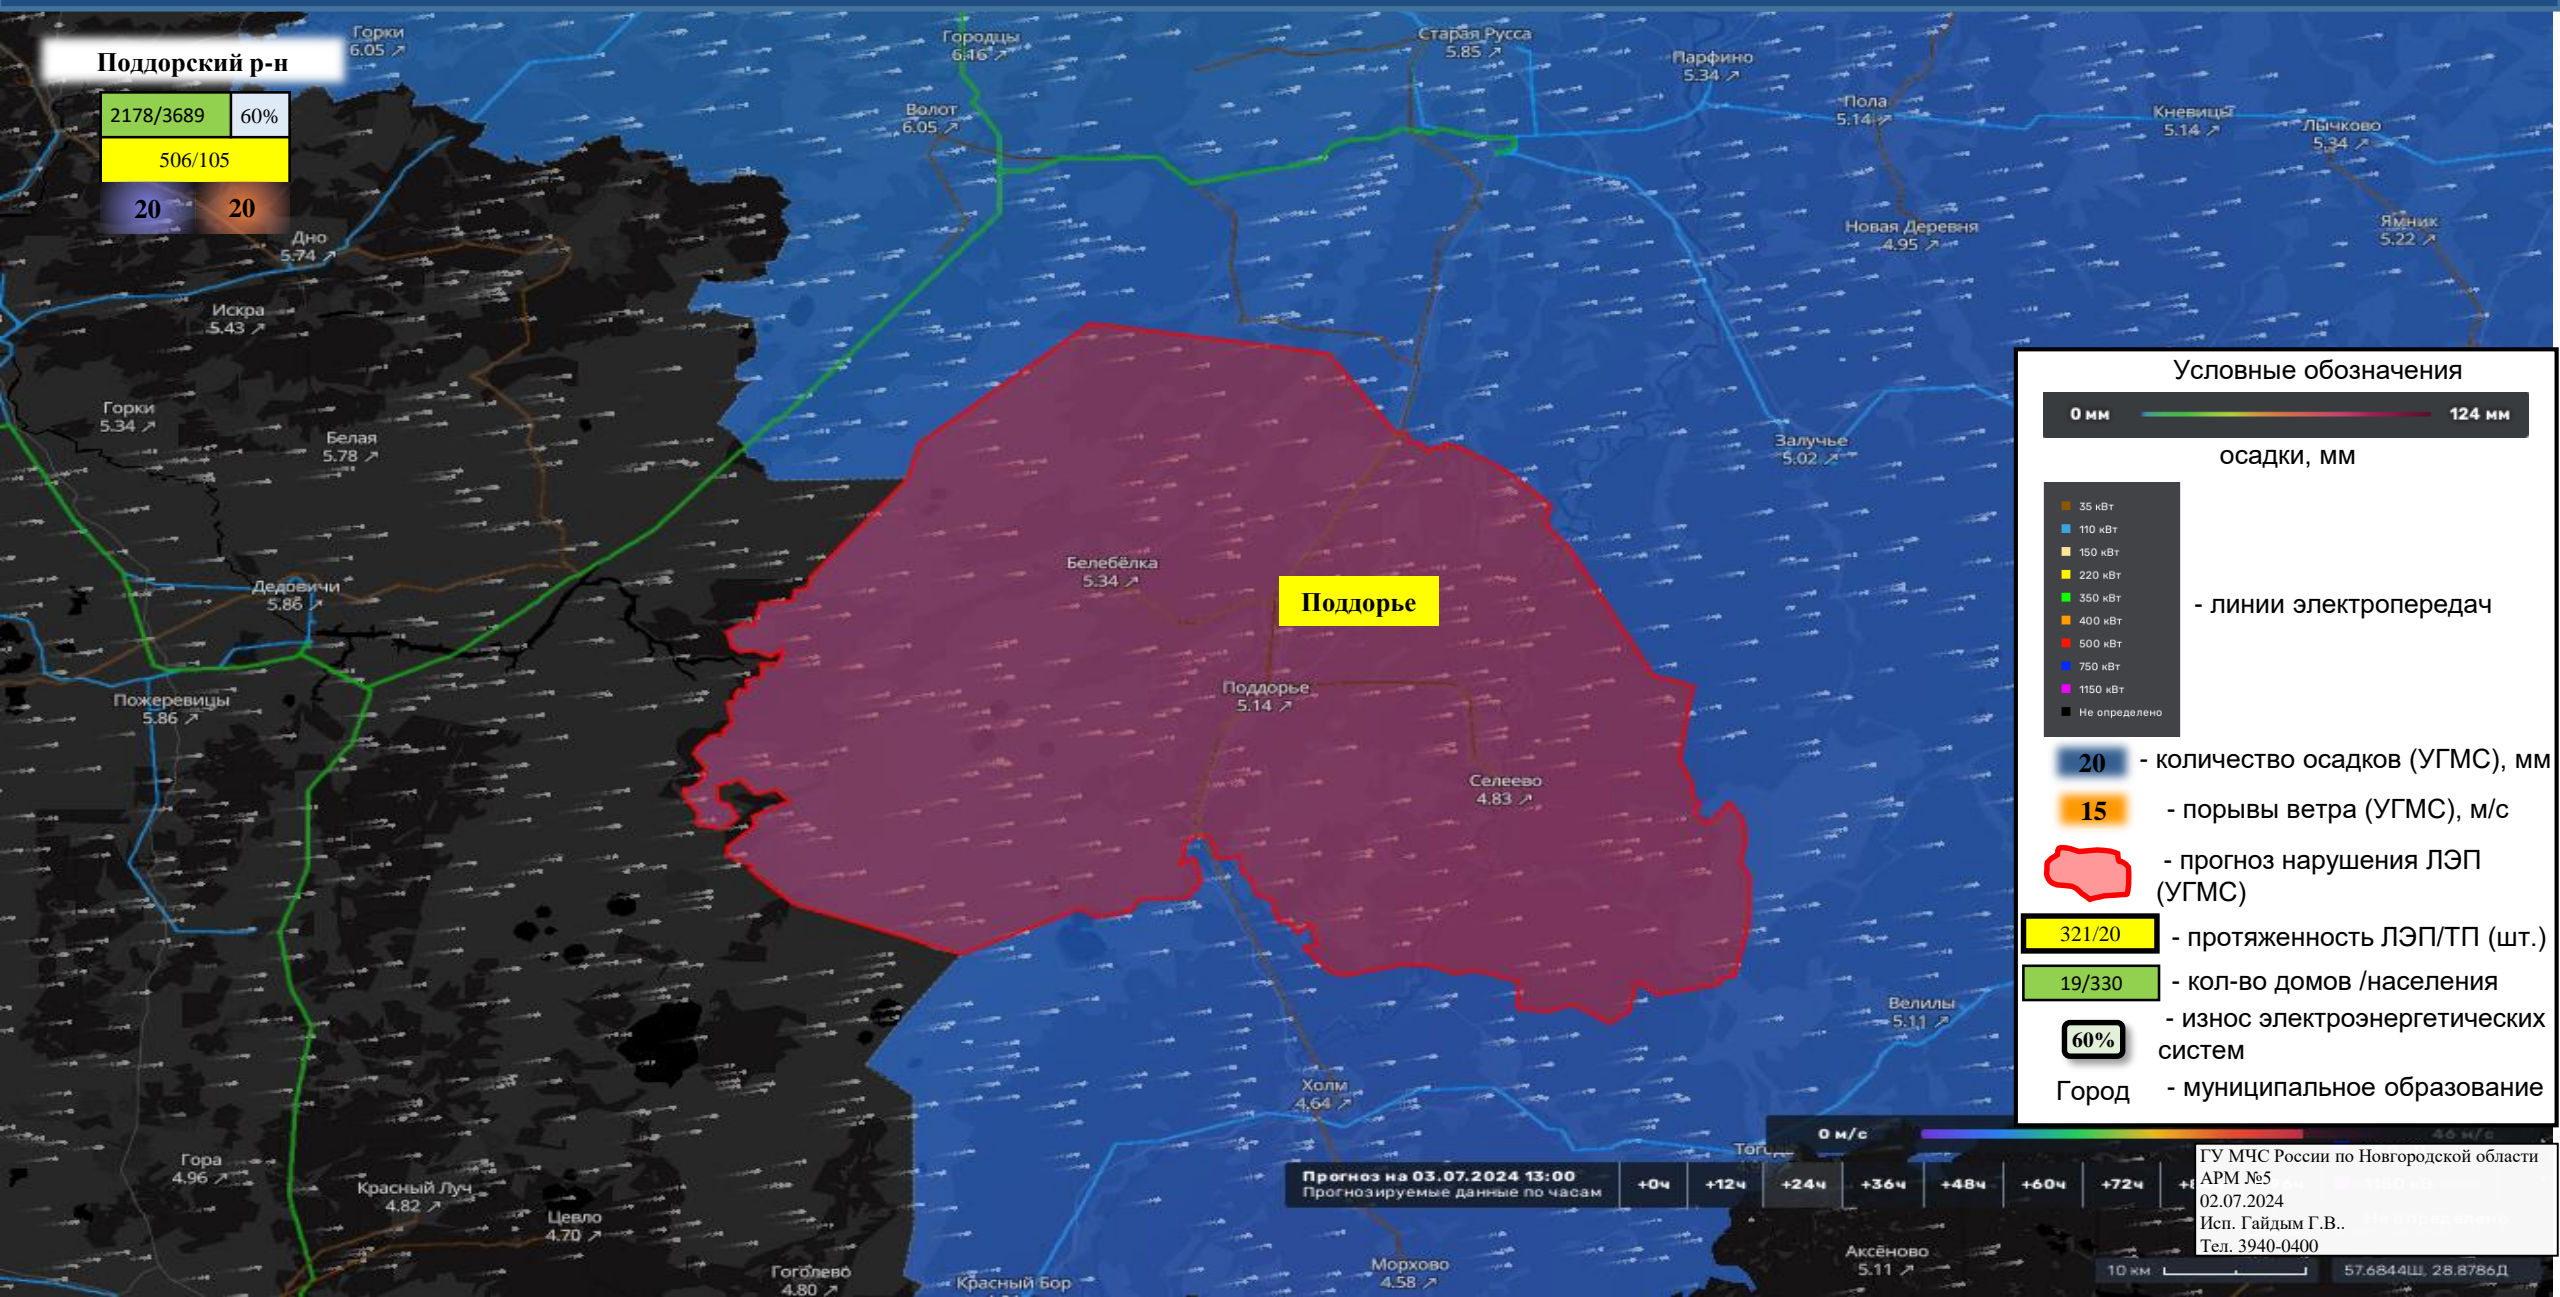 Поддорский р-н
2178/3689 60%
506/105
20 20
Горки
6.05
Городцы
6.16
Старая Русса
5.85
Парфино
5.34
Волот
6.05
Пола
5.14
Кневицы
5.14
Лычково
5.34
Дно
5.74
Новая Деревня
4.95
Ямник
5.22
Искра
5.43
Горки
5.34
Белая
5.78
Залучье
5.02
Белебёлка
5.34
Поддорье
Дедовичи
5.86
Пожеревицы
5.86
Поддорье
5.14
Селеево
4.83
Велилы
5.11
Холм
4.64
Гора
4.96
Красный Луч
4.82
Цевло
4.70
Гоголево
4.80
Красный Бор
Морхово
4.58
Аксёново
5.11
Условные обозначения
0 мм 124 мм
осадки, мм
35 кВт
110 кВт
150 кВт
220 кВт
350 кВт
400 кВт
500 кВт
750 кВт
1150 кВт
Не определено
- линии электропередач
20 - количество осадков (УГМС), мм
15 - порывы ветра (УГМС), м/с
- прогноз нарушения ЛЭП
(УГМС)
321/20 - протяженность ЛЭП/ТП (шт.)
19/330 - кол-во домов /населения
60% - износ электроэнергетических
систем
Город - муниципальное образование
0 м/с 46 м/с
Прогноз на 03.07.2024 13:00
Прогнозируемые данные по часам
+0ч +12ч +24ч +36ч +48ч +60ч +72ч
ГУ МЧС России по Новгородской области
АРМ №5
02.07.2024
Исп. Гайдым Г.В..
Тел. 3940-0400
10 км
57.6844Ш, 28.8786Д